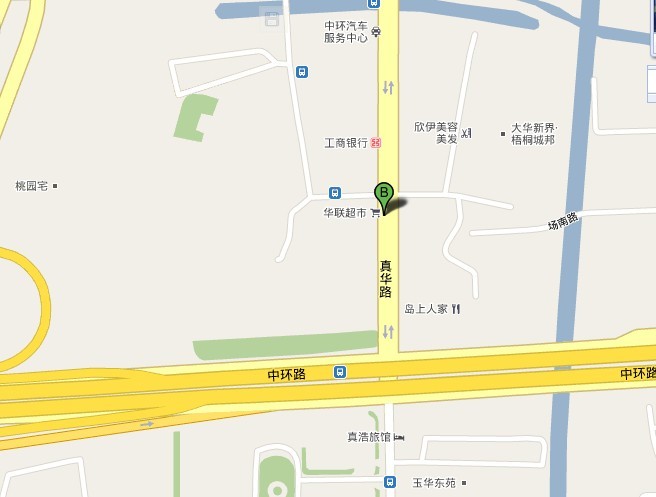 中环汽车
服务中心
工商银行
欣伊美容
美发
大华新界·
梧桐城邦
桃园宅
B
华联超市
场南路
真华路
岛上人家
中环路
中环路
真浩旅馆
玉华东苑